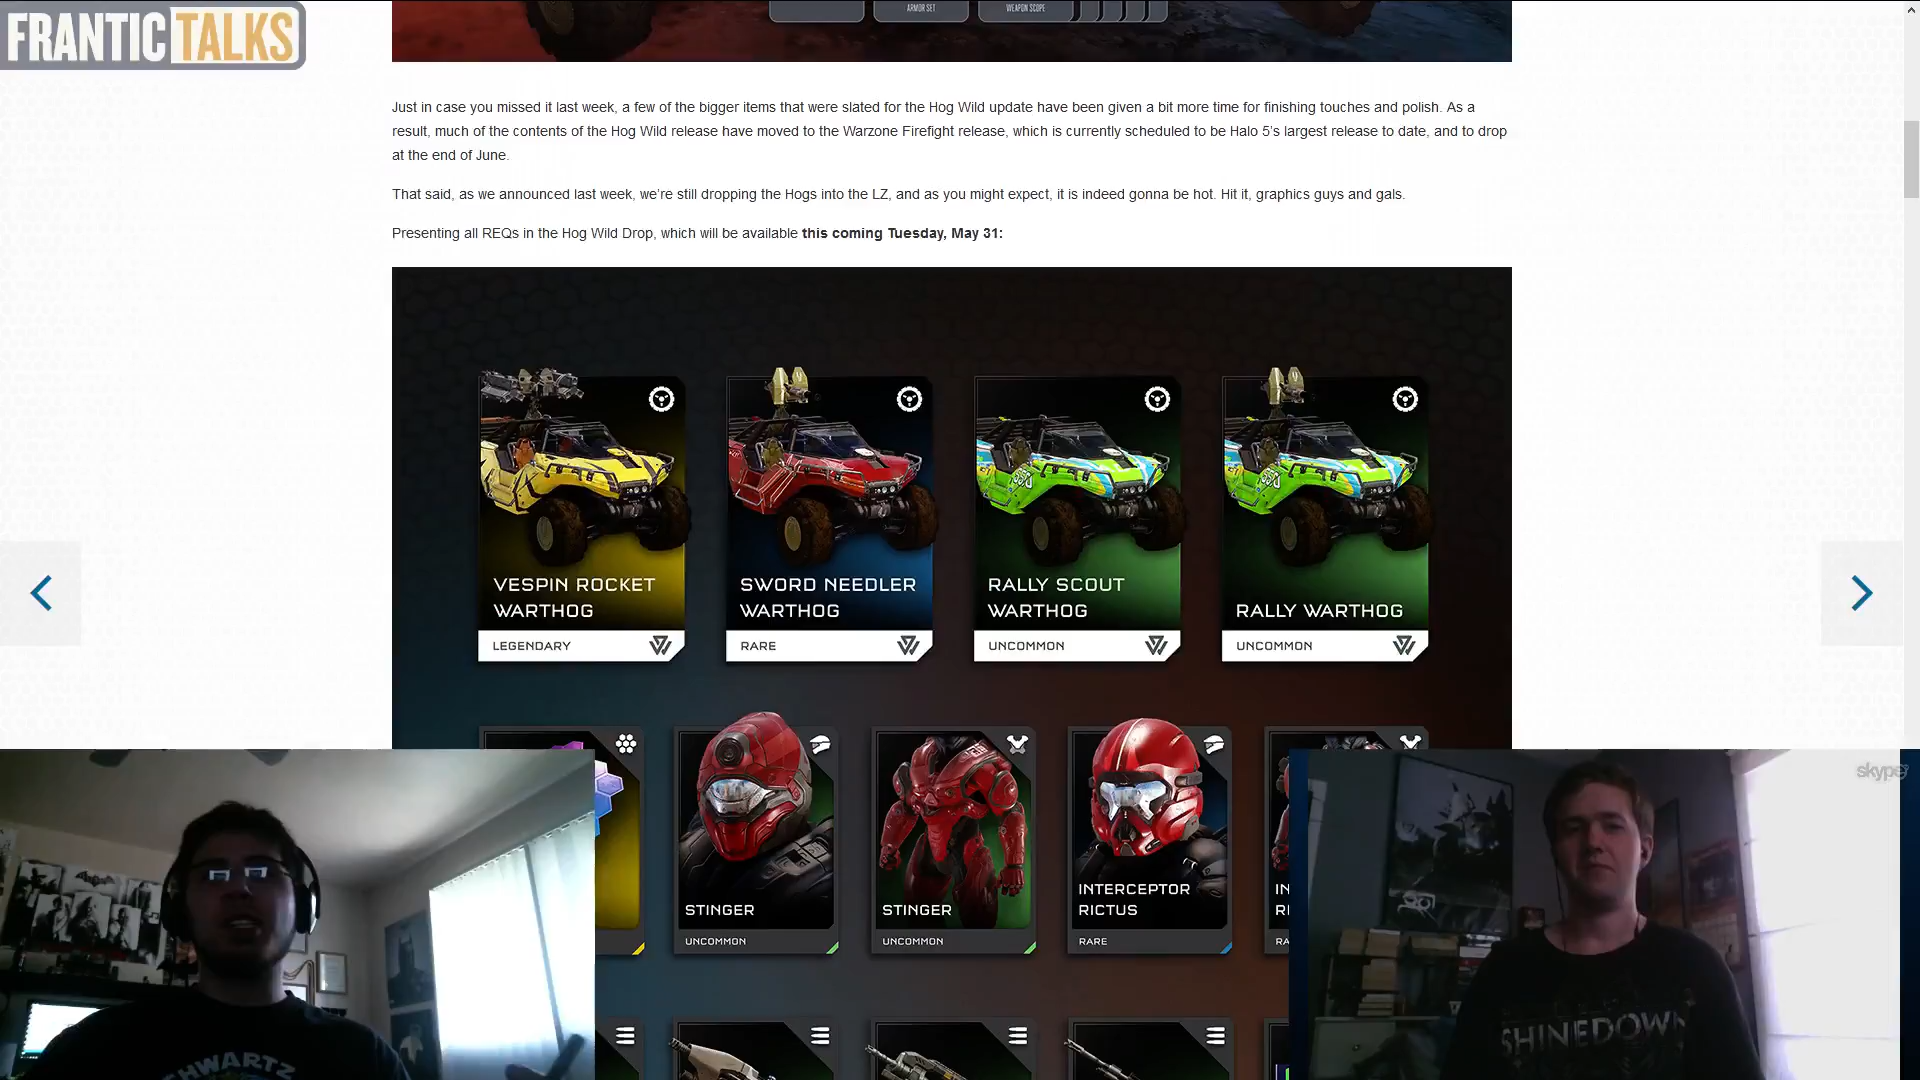 FRANTIC TALKS
ARMOR SET
WEAPON SCOPE
Just in case you missed it last week, a few of the bigger items that were slated for the Hog Wild update have been given a bit more time for finishing touches and polish. As a
result, much of the contents of the Hog Wild release have moved to the Warzone Firefight release, which is currently scheduled to be Halo 5's largest release to date, and to drop
at the end of June.
That said, as we announced last week, we're still dropping the Hogs into the LZ, and as you might expect, it is indeed gonna be hot. Hit it, graphics guys and gals.
Presenting all REQs in the Hog Wild Drop, which will be available this coming Tuesday, May 31:
VESPIN ROCKET
WARTHOG
LEGENDARY
SWORD NEEDLER
WARTHOG
RARE
RALLY SCOUT
WARTHOG
UNCOMMON
RALLY WARTHOG
UNCOMMON
STINGER
UNCOMMON
STINGER
UNCOMMON
INTERCEPTOR
RICTUS
RARE
IN
RI
RA
skype
SHINEDOWN